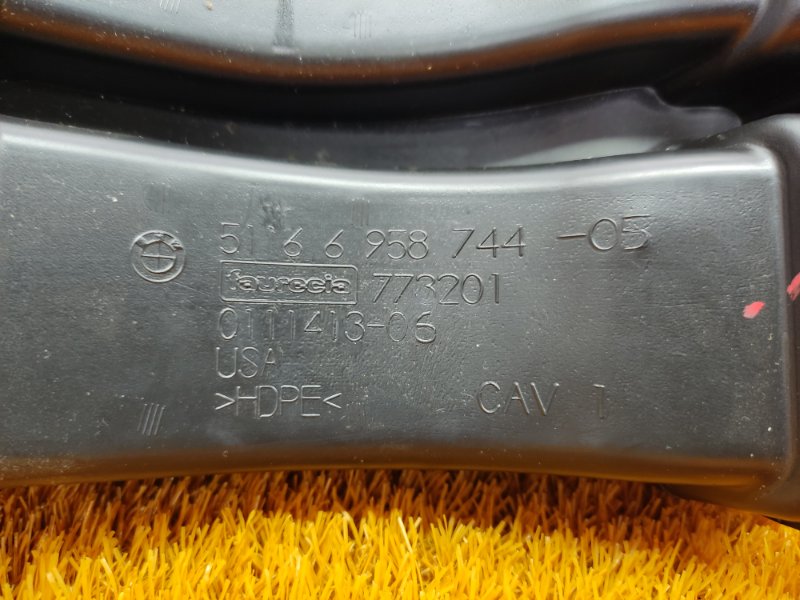 51 6 6 958 744 -05
faurecia 773201
0111413-06
USA
>HDPE< CAV 1